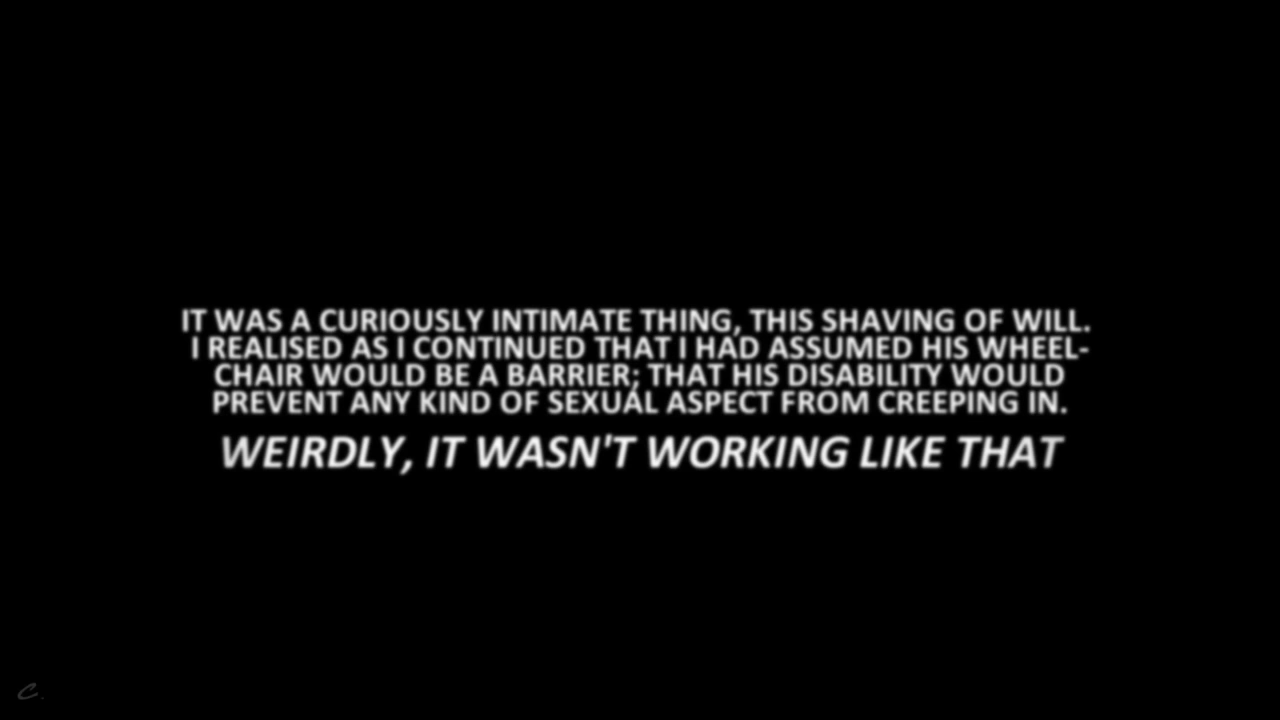 IT WAS A CURIOUSLY INTIMATE THING, THIS SHAVING OF WILL.
I REALISED AS I CONTINUED THAT I HAD ASSUMED HIS WHEEL-
CHAIR WOULD BE A BARRIER; THAT HIS DISABILITY WOULD
PREVENT ANY KIND OF SEXUAL ASPECT FROM CREEPING IN.
WEIRDLY, IT WASN'T WORKING LIKE THAT
C.